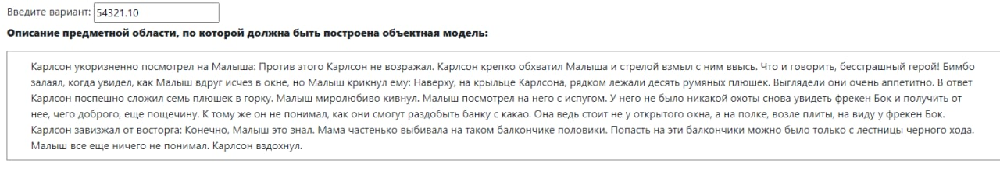 Введите вариант: 54321.10
Описание предметной области, по которой должна быть построена объектная модель:
Карлсон укоризненно посмотрел на Малыша: Против этого Карлсон не возражал. Карлсон крепко обхватил Малыша и стрелой взмыл с ним ввысь. Что и говорить, бесстрашный герой! Бимбо
залаял, когда увидел, как Малыш вдруг исчез в окне, но Малыш крикнул ему: Наверху, на крыльце Карлсона, рядком лежали десять румяных плюшек. Выглядели они очень аппетитно. В ответ
Карлсон поспешно сложил семь плюшек в горку. Малыш миролюбиво кивнул. Малыш посмотрел на него с испугом. У него не было никакой охоты снова увидеть фрекен Бок и получить от
нее, чего доброго, еще пощечину. К тому же он не понимал, как они смогут раздобыть банку с какао. Она ведь стоит не у открытого окна, а на полке, возле плиты, на виду у фрекен Бок.
Карлсон завизжал от восторга: Конечно, Малыш это знал. Мама частенько выбивала на таком балкончике половики. Попасть на эти балкончики можно было только с лестницы черного хода.
Малыш все еще ничего не понимал. Карлсон вздохнул.